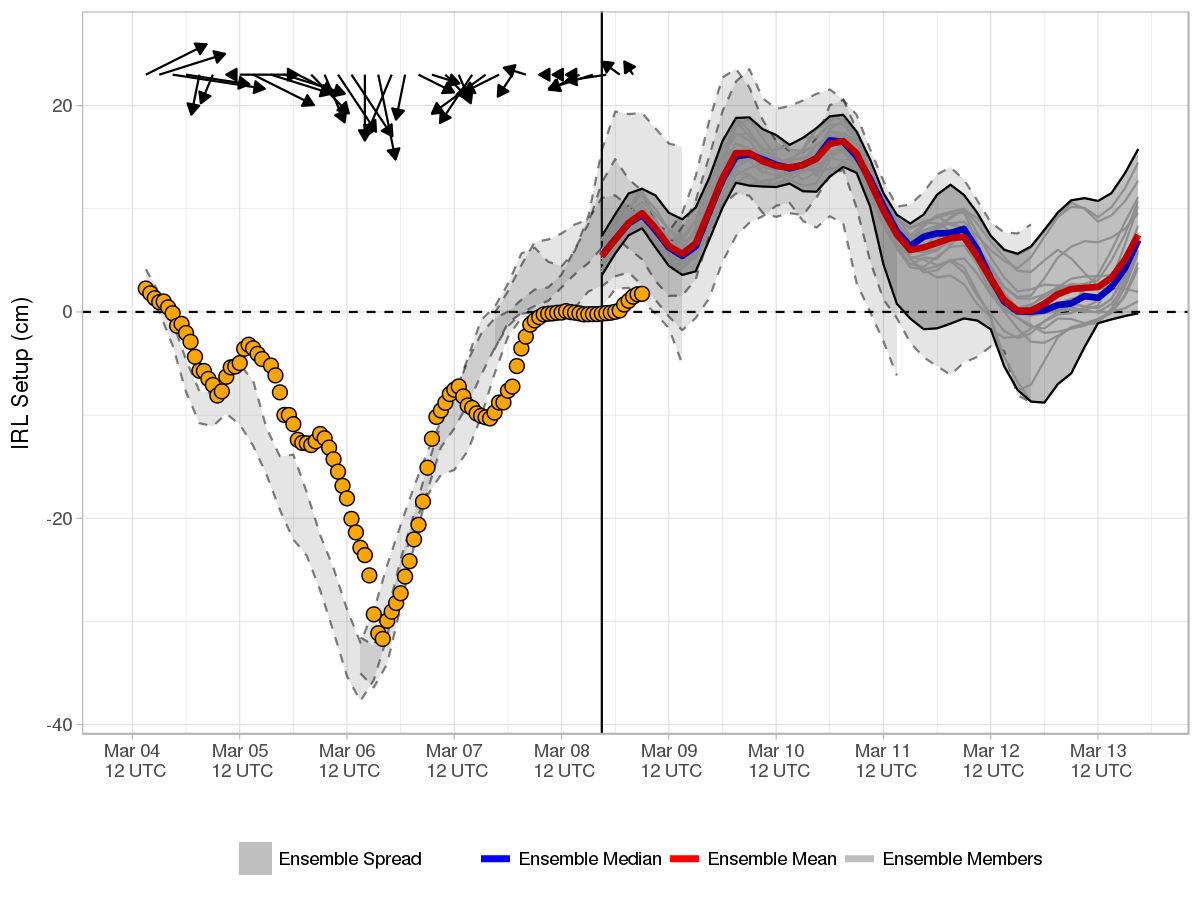 IRL Setup (cm)
20
0
-20
-40
Mar 04 Mar 05 Mar 06 Mar 07 Mar 08 Mar 09 Mar 10 Mar 11 Mar 12 Mar 13
12 UTC 12 UTC 12 UTC 12 UTC 12 UTC 12 UTC 12 UTC 12 UTC 12 UTC 12 UTC
Ensemble Spread Ensemble Median Ensemble Mean Ensemble Members